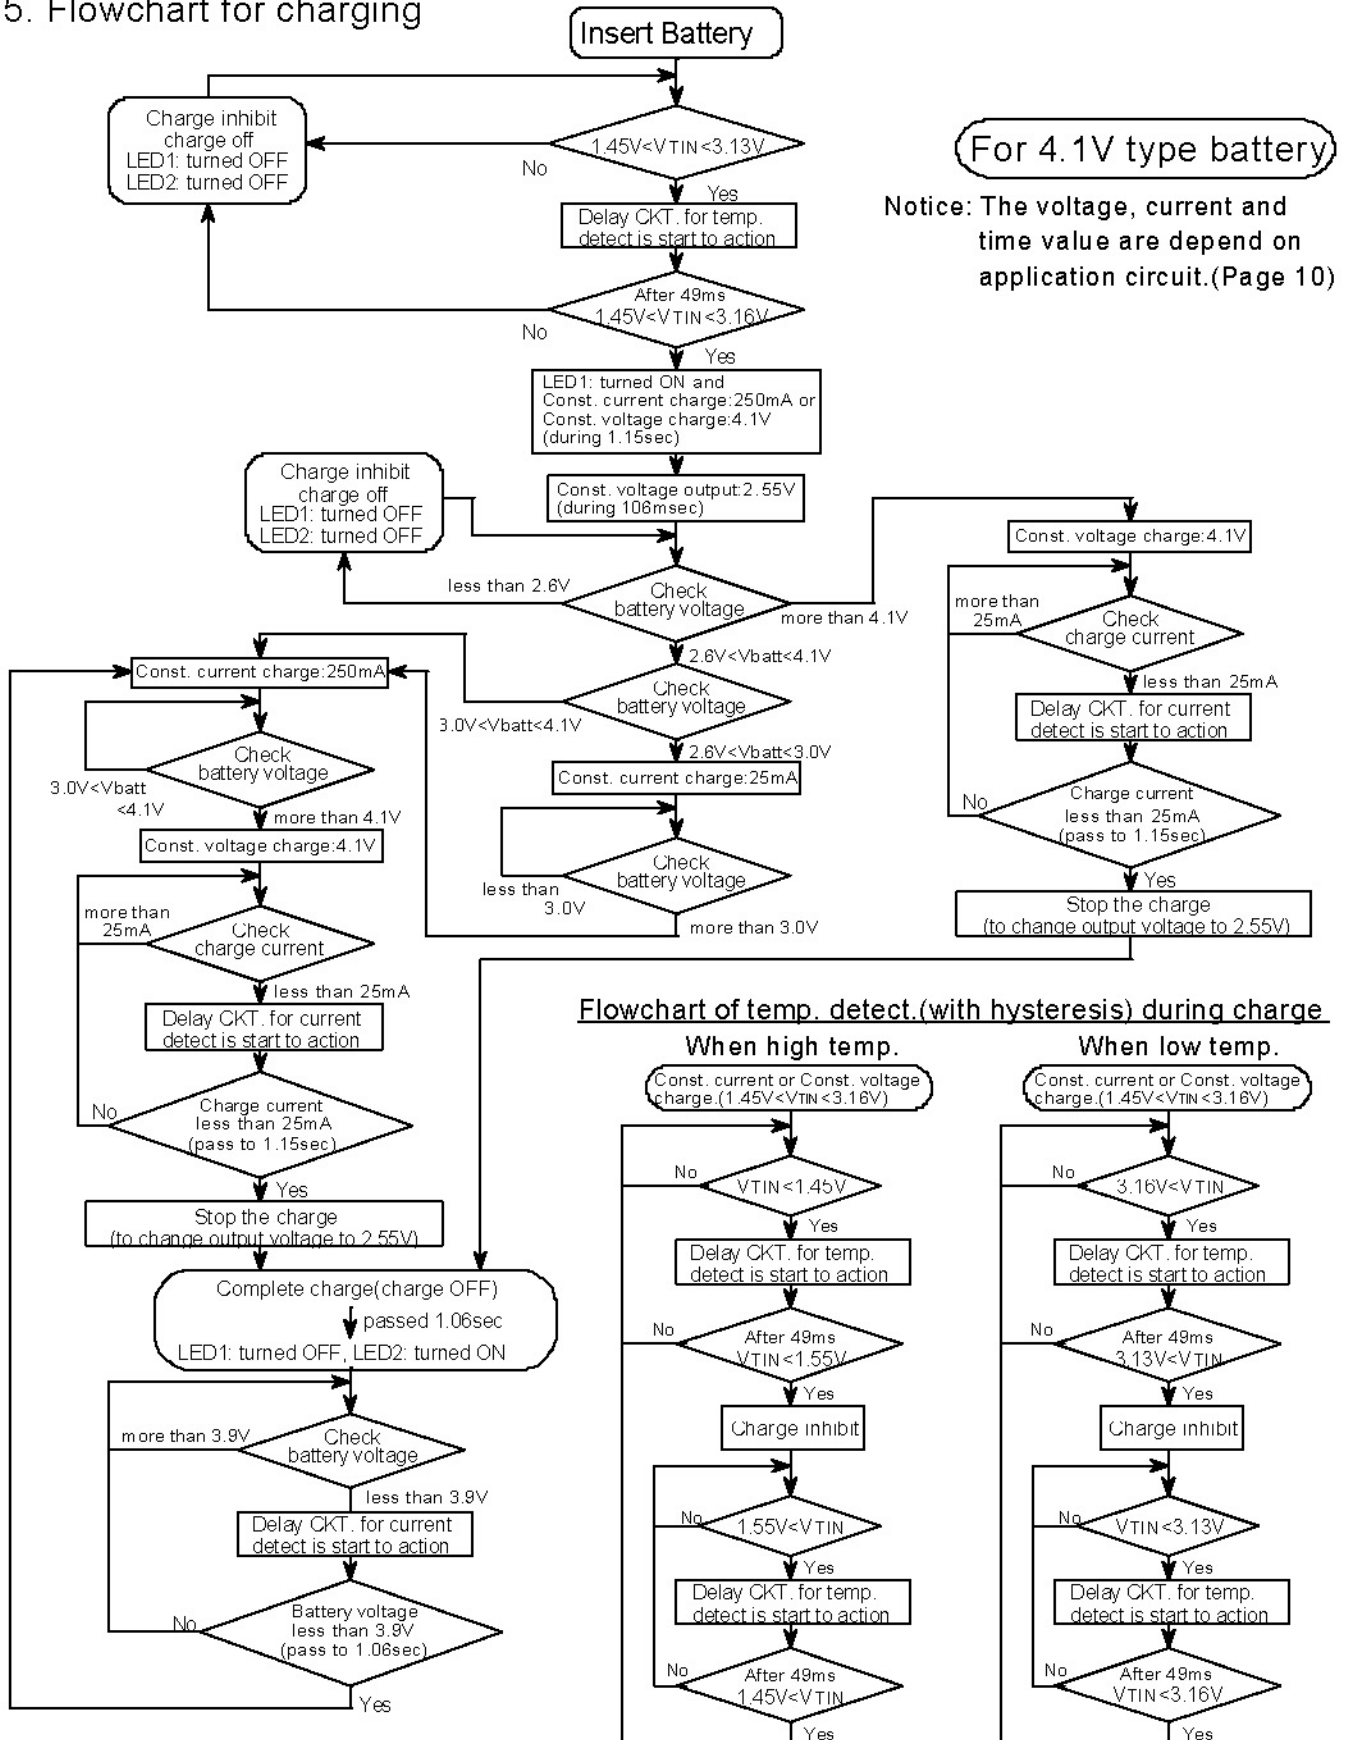 5. Flowchart for charging
Insert Battery
Charge inhibit
charge off
LED1: turned OFF
LED2: turned OFF
1.45V<VTIN<3.13V
No
Yes
For 4.1V type battery
Notice: The voltage, current and
time value are depend on
application circuit.(Page 10)
Delay CKT. for temp.
detect is start to action
After 49ms
1.45V<VTIN<3.16V
No
Yes
LED1: turned ON and
Const. current charge:250mA or
Const. voltage charge:4.1V
(during 1.15sec)
Charge inhibit
charge off
LED1: turned OFF
LED2: turned OFF
Const. voltage output:2.55V
(during 106msec)
less than 2.6V
Check
battery voltage
more than 4.1V
2.6V<Vbatt<4.1V
Check
battery voltage
3.0V<Vbatt<4.1V
2.6V<Vbatt<3.0V
Const. current charge:25mA
Check
battery voltage
less than
3.0V
more than 3.0V
Const. voltage charge:4.1V
more than
25mA
Check
charge current
less than 25mA
Delay CKT. for current
detect is start to action
Charge current
less than 25mA
(pass to 1.15sec)
No
Yes
Stop the charge
(to change output voltage to 2.55V)
Const. current charge:250mA
Check
battery voltage
3.0V<Vbatt
<4.1V
more than 4.1V
Const. voltage charge:4.1V
more than
25mA
Check
charge current
less than 25mA
Delay CKT. for current
detect is start to action
No
Charge current
less than 25mA
(pass to 1.15sec)
Yes
Stop the charge
(to change output voltage to 2.55V)
Complete charge(charge OFF)
passed 1.06sec
LED1: turned OFF, LED2: turned ON
more than 3.9V
Check
battery voltage
less than 3.9V
Delay CKT. for current
detect is start to action
No
Battery voltage
less than 3.9V
(pass to 1.06sec)
Yes
Flowchart of temp. detect.(with hysteresis) during charge
When high temp.
Const. current or Const. voltage
charge.(1.45V<VTIN<3.16V)
No
VTIN<1.45V
Yes
Delay CKT. for temp.
detect is start to action
No
After 49ms
VTIN<1.55V
Yes
Charge inhibit
No
1.55V<VTIN
Yes
Delay CKT. for temp.
detect is start to action
No
After 49ms
1.45V<VTIN
Yes
When low temp.
Const. current or Const. voltage
charge.(1.45V<VTIN<3.16V)
No
3.16V<VTIN
Yes
Delay CKT. for temp.
detect is start to action
No
After 49ms
3.13V<VTIN
Yes
Charge inhibit
No
VTIN<3.13V
Yes
Delay CKT. for temp.
detect is start to action
No
After 49ms
VTIN<3.16V
Yes